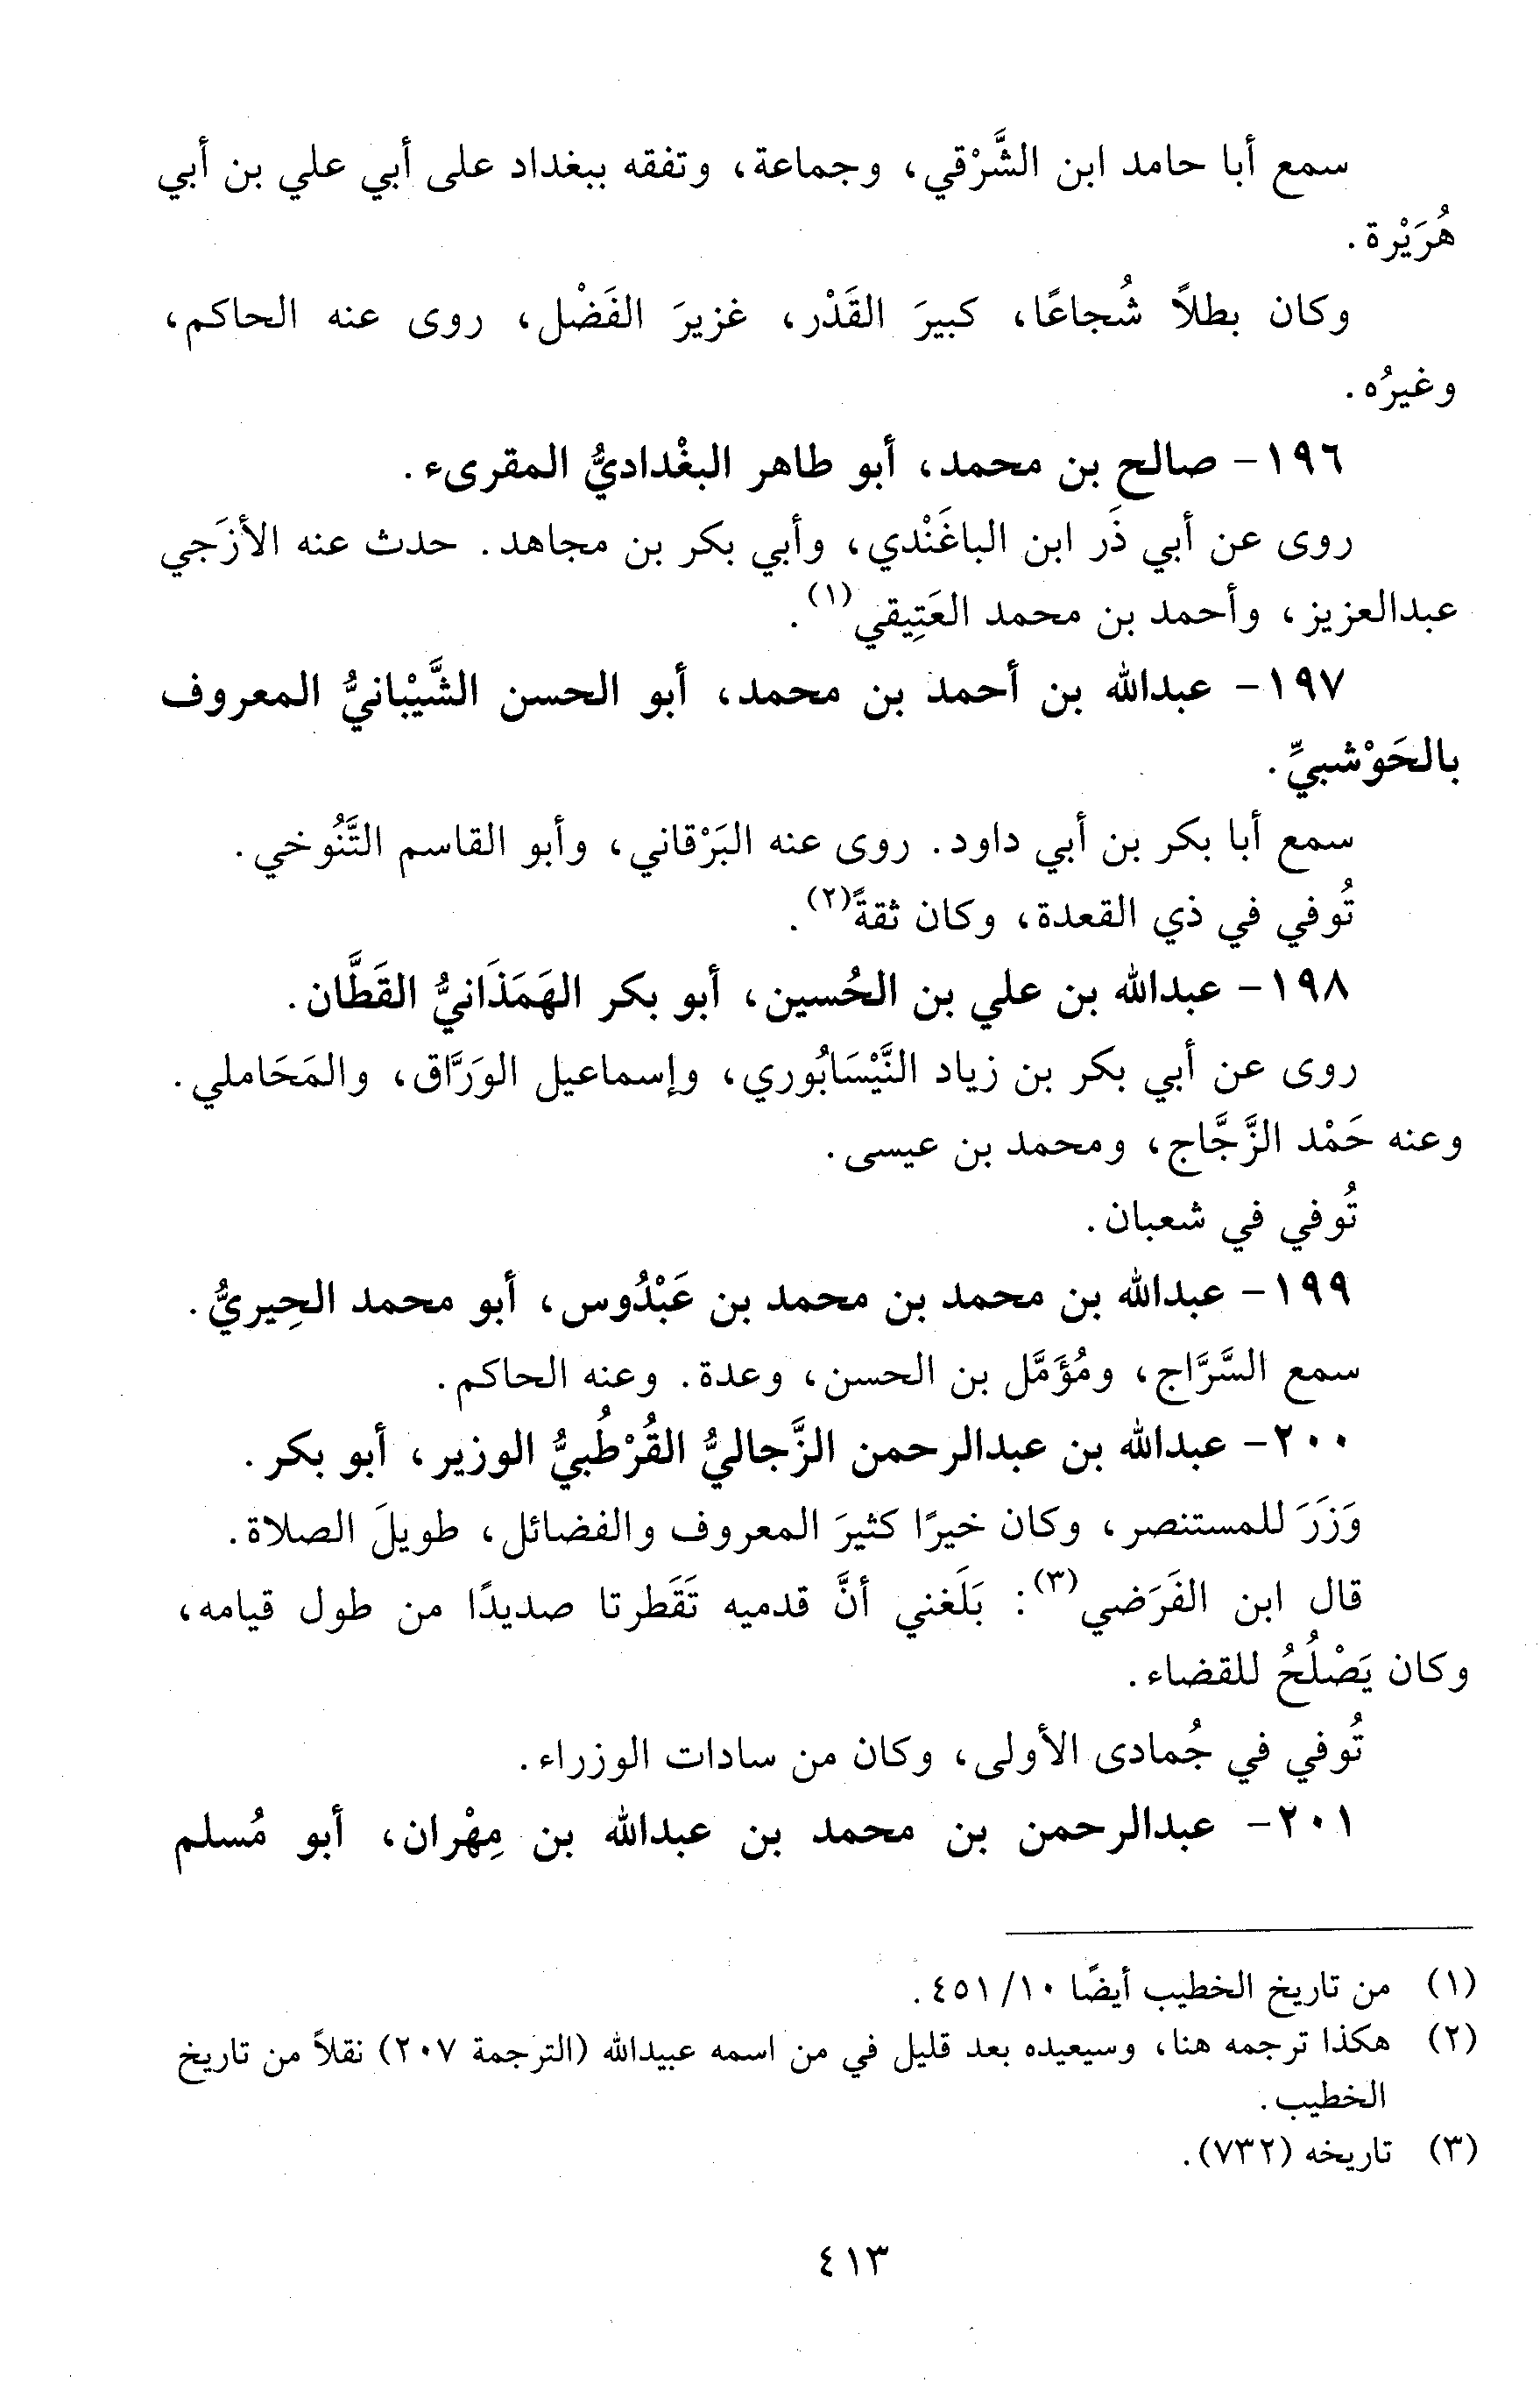 سمع أبا حامد ابن الشَّرْقي، وجماعة، وتفقه ببغداد على أبي علي بن أبي
هُرَيْرة.
وكان بطلاً شُجاعًا، كبيرَ القَدْر، غزيرَ الفَضْل، روى عنه الحاكم،
وغيرُه.
١٩٦- صالح بن محمد، أبو طاهر البغْداديُّ المقرىء.
روى عن أبي ذَر ابن الباغَنْدي، وأبي بكر بن مجاهد. حدث عنه الأزَجي
عبدالعزيز، وأحمد بن محمد العَتِيقي(١).
١٩٧- عبدالله بن أحمد بن محمد، أبو الحسن الشَّيْبانيُّ المعروف
بالحَوْشبيِّ.
سمع أبا بكر بن أبي داود. روى عنه البَرْقاني، وأبو القاسم التَّنُوخي.
تُوفي في ذي القعدة، وكان ثقةً(٢).
١٩٨- عبدالله بن علي بن الحُسين، أبو بكر الهَمَذَانيُّ القَطَّان.
روى عن أبي بكر بن زياد النَّيْسَابُوري، وإسماعيل الوَرَّاق، والمَحَاملي.
وعنه حَمْد الزَّجَّاج، ومحمد بن عيسى.
تُوفي في شعبان.
١٩٩- عبدالله بن محمد بن محمد بن عَبْدُوس، أبو محمد الحِيريُّ.
سمع السَّرَّاج، ومُؤَمَّل بن الحسن، وعدة. وعنه الحاكم.
٢٠٠- عبدالله بن عبدالرحمن الزَّجاليُّ القُرْطُبيُّ الوزير، أبو بكر.
وَزَرَ للمستنصر، وكان خيرًا كثيرَ المعروف والفضائل، طويلَ الصلاة.
قال ابن الفَرَضي(٣): بَلَغني أنَّ قدميه تَقَطرتا صديدًا من طول قيامه،
وكان يَصْلُحُ للقضاء.
تُوفي في جُمادى الأولى، وكان من سادات الوزراء.
٢٠١- عبدالرحمن بن محمد بن عبدالله بن مِهْران، أبو مُسلم
(١) من تاريخ الخطيب أيضًا ١٠/ ٤٥١.
(٢) هكذا ترجمه هنا، وسيعيده بعد قليل في من اسمه عبيدالله (الترجمة ٢٠٧) نقلاً من تاريخ
الخطيب.
(٣) تاريخه (٧٣٢).
٤١٣